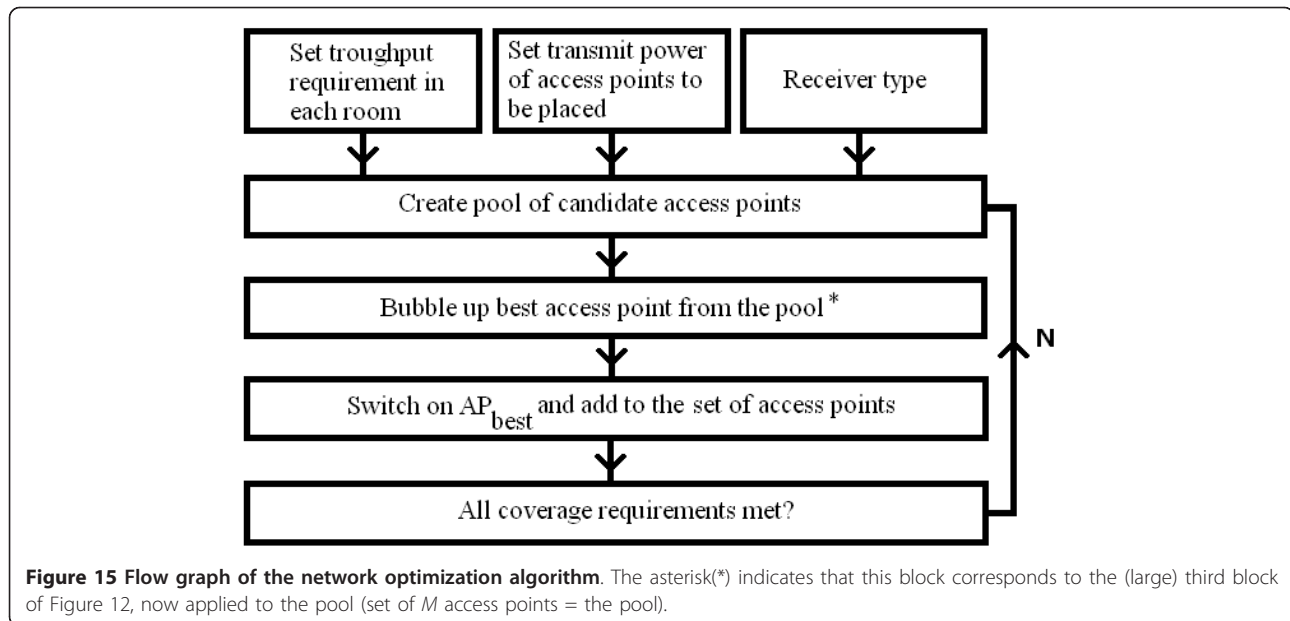 Set troughput
requirement in
each room
Set transmit power
of access points to
be placed
Receiver type
Create pool of candidate access points
Bubble up best access point from the pool *
N
Switch on AP best and add to the set of access points
All coverage requirements met?
Figure 15 Flow graph of the network optimization algorithm. The asterisk(*) indicates that this block corresponds to the (large) third block
of Figure 12, now applied to the pool (set of M access points = the pool).